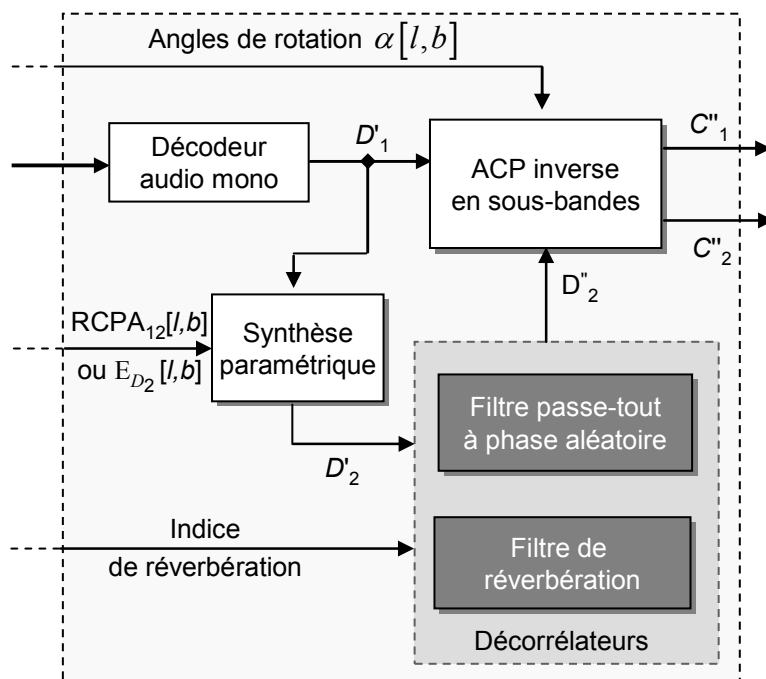 Angles de rotation α[l,b]
Décodeur
audio mono
D'₁
ACP inverse
en sous-bandes
C"₁
C"₂
D"₂
RCPA₁₂[l,b]
ou E_D₂ [l,b]
Synthèse
paramétrique
D'₂
Filtre passe-tout
à phase aléatoire
Indice
de réverbération
Filtre de
réverbération
Décorrélateurs